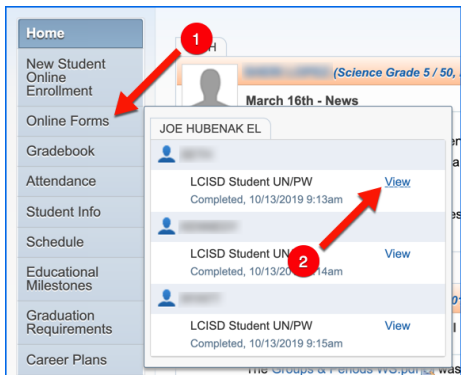 Home
New Student
Online
Enrollment
Online Forms
Gradebook
Attendance
Student Info
Schedule
Educational
Milestones
Graduation
Requirements
Career Plans
1
(Science Grade 5 / 50,
March 16th - News
JOE HUBENAK EL
LCISD Student UN/PW View
Completed, 10/13/2019 9:13am
2
LCISD Student UN View
Completed, 10/13/20 14am
LCISD Student UN/PW View
Completed, 10/13/2019 9:15am
The Groups & Periods WS.pdf was